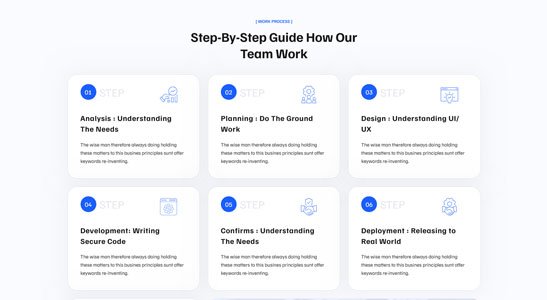 [ WORK PROCESS ]
Step-By-Step Guide How Our
Team Work
01 STEP
Analysis : Understanding
The Needs
The wise man therefore always doing holding
these matters to this busines principles sunt offer
keywords re-inventing.
02 STEP
Planning : Do The Ground
Work
The wise man therefore always doing holding
these matters to this busines principles sunt offer
keywords re-inventing.
03 STEP
Design : Understanding UI/
UX
The wise man therefore always doing holding
these matters to this busines principles sunt offer
keywords re-inventing.
04 STEP
Development: Writing
Secure Code
The wise man therefore always doing holding
these matters to this busines principles sunt offer
keywords re-inventing.
05 STEP
Confirms : Understanding
The Needs
The wise man therefore always doing holding
these matters to this busines principles sunt offer
keywords re-inventing.
06 STEP
Deployment : Releasing to
Real World
The wise man therefore always doing holding
these matters to this busines principles sunt offer
keywords re-inventing.